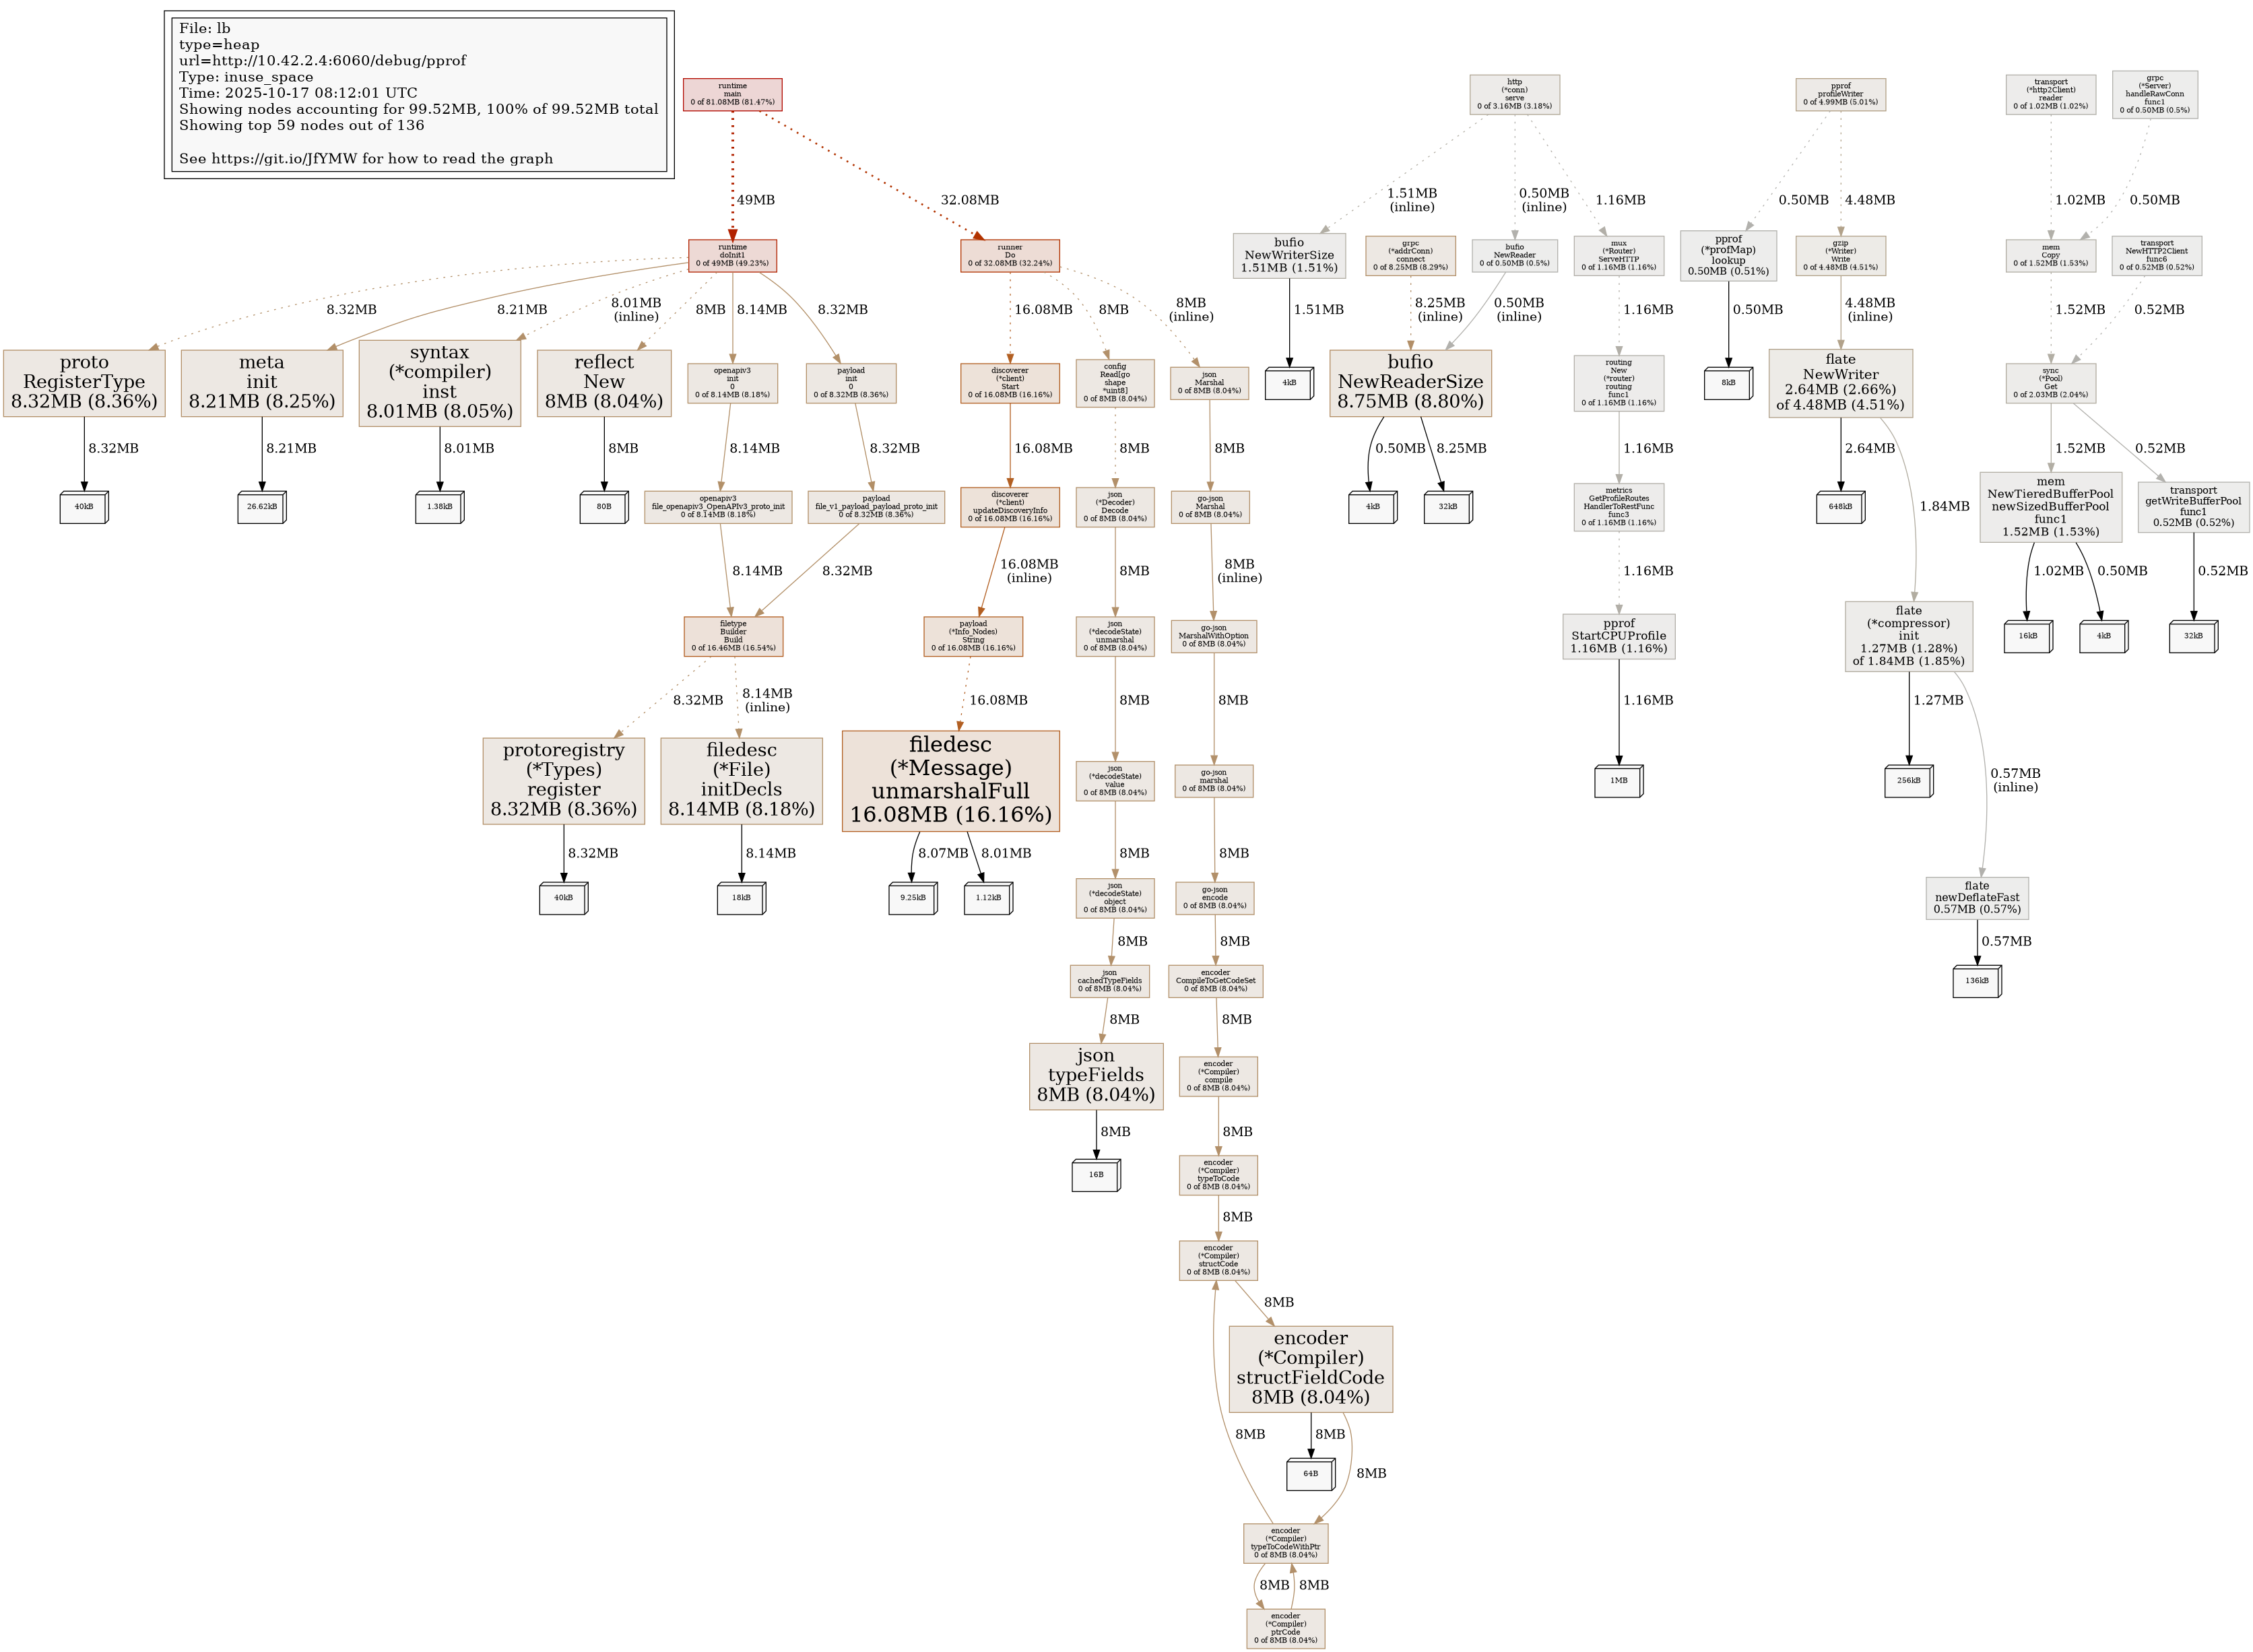 File: lb
type=heap
url=http://10.42.2.4:6060/debug/pprof
Type: inuse_space
Time: 2025-10-17 08:12:01 UTC
Showing nodes accounting for 99.52MB, 100% of 99.52MB total
Showing top 59 nodes out of 136
See https://git.io/JfYMW for how to read the graph
runtime
main
0 of 81.08MB (81.47%)
http
(*conn)
serve
0 of 3.16MB (3.18%)
pprof
profileWriter
0 of 4.99MB (5.01%)
transport
(*http2Client)
reader
0 of 1.02MB (1.02%)
grpc
(*Server)
handleRawConn
func1
0 of 0.50MB (0.5%)
49MB
32.08MB
1.51MB
(inline)
0.50MB
(inline)
1.16MB
0.50MB
4.48MB
1.02MB
0.50MB
runtime
doInit1
0 of 49MB (49.23%)
runner
Do
0 of 32.08MB (32.24%)
bufio
NewWriterSize
1.51MB (1.51%)
grpc
(*addrConn)
connect
0 of 8.25MB (8.29%)
bufio
NewReader
0 of 0.50MB (0.5%)
mux
(*Router)
ServeHTTP
0 of 1.16MB (1.16%)
pprof
(*profMap)
lookup
0.50MB (0.51%)
gzip
(*Writer)
Write
0 of 4.48MB (4.51%)
mem
Copy
0 of 1.52MB (1.53%)
transport
NewHTTP2Client
func6
0 of 0.52MB (0.52%)
8.32MB
8.21MB
8.01MB
(inline)
8MB
8.14MB
8.32MB
16.08MB
8MB
8MB
(inline)
1.51MB
8.25MB
(inline)
0.50MB
(inline)
1.16MB
0.50MB
4.48MB
(inline)
1.52MB
0.52MB
proto
RegisterType
8.32MB (8.36%)
meta
init
8.21MB (8.25%)
syntax
(*compiler)
inst
8.01MB (8.05%)
reflect
New
8MB (8.04%)
openapiv3
init
0
0 of 8.14MB (8.18%)
payload
init
0
0 of 8.32MB (8.36%)
discoverer
(*client)
Start
0 of 16.08MB (16.16%)
config
Read[go
shape
*uint8]
0 of 8MB (8.04%)
json
Marshal
0 of 8MB (8.04%)
4kB
bufio
NewReaderSize
8.75MB (8.80%)
routing
New
(*router)
routing
func1
0 of 1.16MB (1.16%)
8kB
flate
NewWriter
2.64MB (2.66%)
of 4.48MB (4.51%)
sync
(*Pool)
Get
0 of 2.03MB (2.04%)
8.32MB
8.21MB
8.01MB
8MB
8.14MB
8.32MB
16.08MB
8MB
8MB
0.50MB
8.25MB
1.16MB
2.64MB
1.84MB
1.52MB
0.52MB
40kB
26.62kB
1.38kB
80B
openapiv3
file_openapiv3_OpenAPIv3_proto_init
0 of 8.14MB (8.18%)
payload
file_v1_payload_payload_proto_init
0 of 8.32MB (8.36%)
discoverer
(*client)
updateDiscoveryInfo
0 of 16.08MB (16.16%)
json
(*Decoder)
Decode
0 of 8MB (8.04%)
go-json
Marshal
0 of 8MB (8.04%)
4kB
32kB
metrics
GetProfileRoutes
HandlerToRestFunc
func3
0 of 1.16MB (1.16%)
648kB
mem
NewTieredBufferPool
newSizedBufferPool
func1
1.52MB (1.53%)
transport
getWriteBufferPool
func1
0.52MB (0.52%)
8.14MB
8.32MB
16.08MB
(inline)
8MB
8MB
(inline)
1.16MB
1.02MB
0.50MB
0.52MB
filetype
Builder
Build
0 of 16.46MB (16.54%)
payload
(*Info_Nodes)
String
0 of 16.08MB (16.16%)
json
(*decodeState)
unmarshal
0 of 8MB (8.04%)
go-json
MarshalWithOption
0 of 8MB (8.04%)
pprof
StartCPUProfile
1.16MB (1.16%)
flate
(*compressor)
init
1.27MB (1.28%)
of 1.84MB (1.85%)
16kB
4kB
32kB
8.32MB
8.14MB
(inline)
16.08MB
8MB
8MB
1.16MB
1.27MB
0.57MB
(inline)
protoregistry
(*Types)
register
8.32MB (8.36%)
filedesc
(*File)
initDecls
8.14MB (8.18%)
filedesc
(*Message)
unmarshalFull
16.08MB (16.16%)
json
(*decodeState)
value
0 of 8MB (8.04%)
go-json
marshal
0 of 8MB (8.04%)
1MB
256kB
8.32MB
8.14MB
8.07MB
8.01MB
8MB
8MB
40kB
18kB
9.25kB
1.12kB
json
(*decodeState)
object
0 of 8MB (8.04%)
go-json
encode
0 of 8MB (8.04%)
flate
newDeflateFast
0.57MB (0.57%)
8MB
8MB
0.57MB
json
cachedTypeFields
0 of 8MB (8.04%)
encoder
CompileToGetCodeSet
0 of 8MB (8.04%)
136kB
8MB
8MB
json
typeFields
8MB (8.04%)
encoder
(*Compiler)
compile
0 of 8MB (8.04%)
8MB
8MB
16B
encoder
(*Compiler)
typeToCode
0 of 8MB (8.04%)
8MB
encoder
(*Compiler)
structCode
0 of 8MB (8.04%)
8MB
encoder
(*Compiler)
structFieldCode
8MB (8.04%)
8MB
8MB
8MB
64B
encoder
(*Compiler)
typeToCodeWithPtr
0 of 8MB (8.04%)
8MB
8MB
encoder
(*Compiler)
ptrCode
0 of 8MB (8.04%)